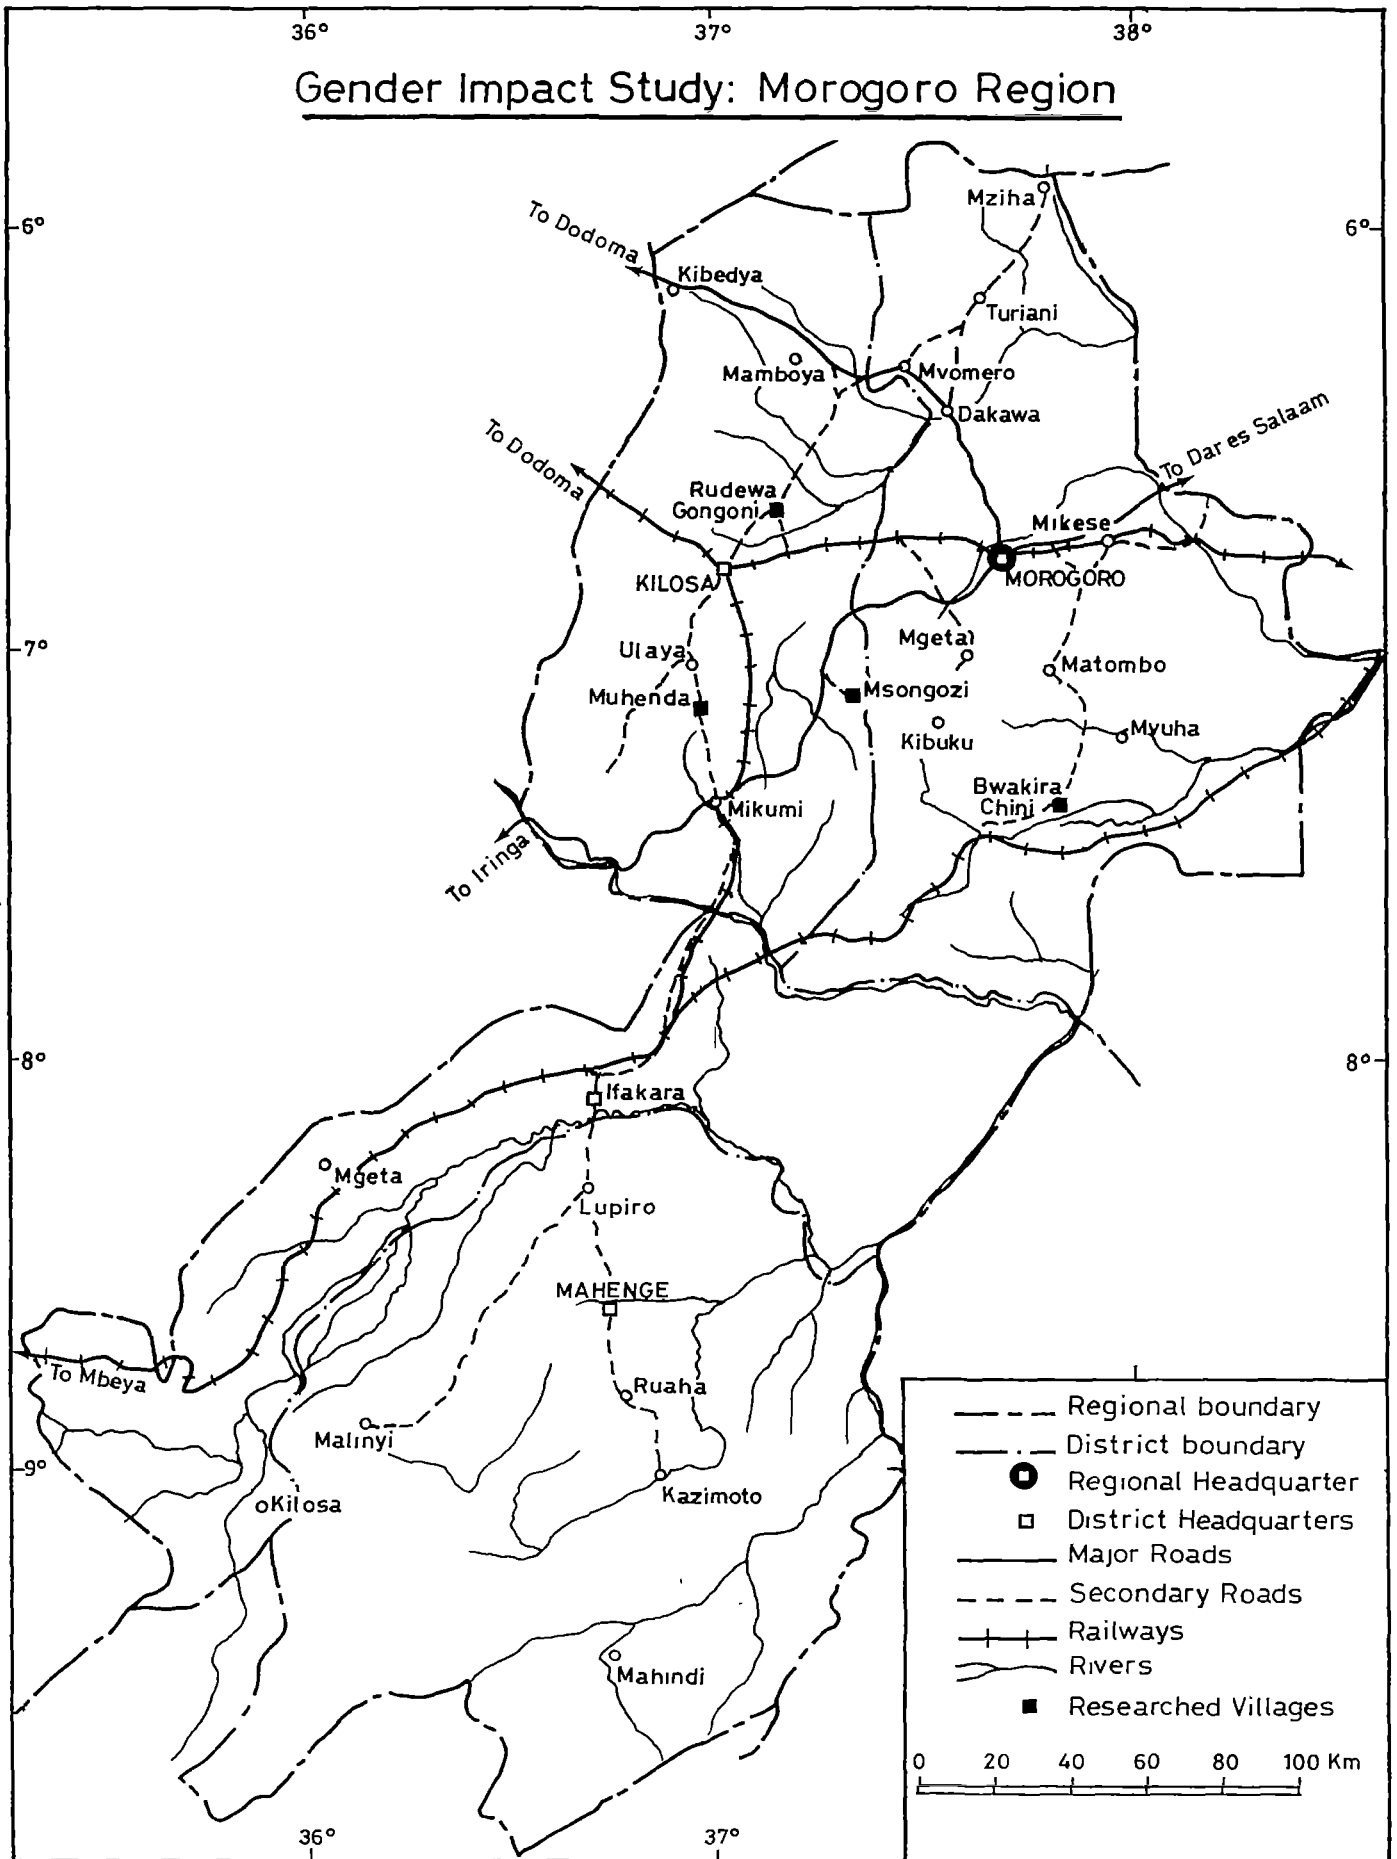 36° 37° 38°
Gender Impact Study: Morogoro Region
Mziha
6° 6°
To Dodoma
Kibedya
Turiani
Mamboya
Mvomero
Dakawa
To Dar es Salaam
To Dodoma
Rudewa
Gongoni
Mikese
KILOSA
MOROGORO
7° 7°
Mgeta
Ulaya
Matombo
Muhenda
Msongozi
Kibuku
Myuha
Bwakira
Chini
Mikumi
To Iringa
8° 8°
Ifakara
Mgeta
Lupiro
MAHENGE
To Mbeya
Ruaha
Malinyi
9°
Kazimoto
Kilosa
Mahindi
Regional boundary
District boundary
Regional Headquarter
District Headquarters
Major Roads
Secondary Roads
Railways
Rivers
Researched Villages
0 20 40 60 80 100 Km
36° 37°